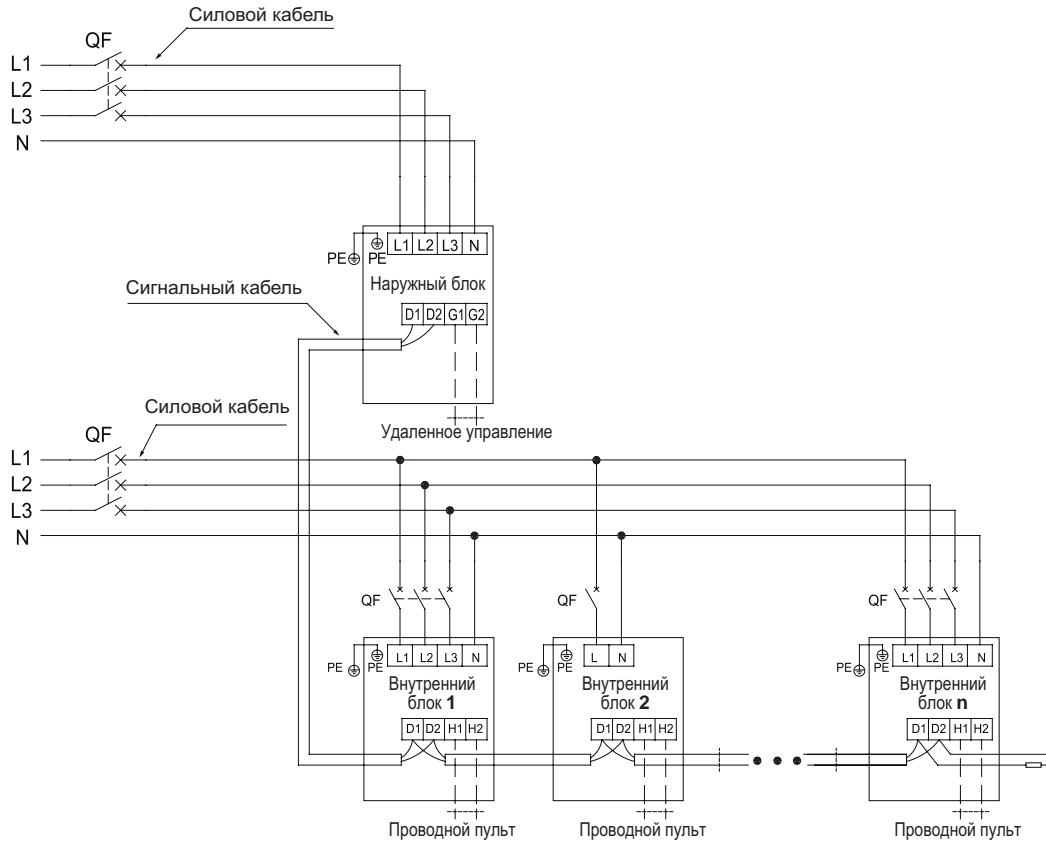 Силовой кабель
QF
L1
L2
L3
N
PE PE L1 L2 L3 N
Наружный блок
Сигнальный кабель
D1 D2 G1 G2
Силовой кабель
Удаленное управление
QF
L1
L2
L3
N
QF QF QF
PE PE L1 L2 L3 N PE PE L N PE PE L1 L2 L3 N
Внутренний Внутренний Внутренний
блок 1 блок 2 блок n
D1 D2 H1 H2 D1 D2 H1 H2 D1 D2 H1 H2
Проводной пульт Проводной пульт Проводной пульт